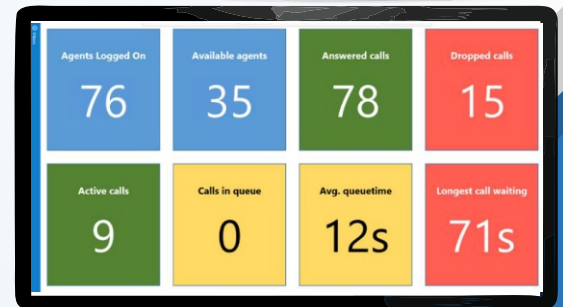 Agents Logged On
76
Available agents
35
Answered calls
78
Dropped calls
15
Active calls
9
Calls in queue
0
Avg. queuetime
12s
Longest call waiting
71s